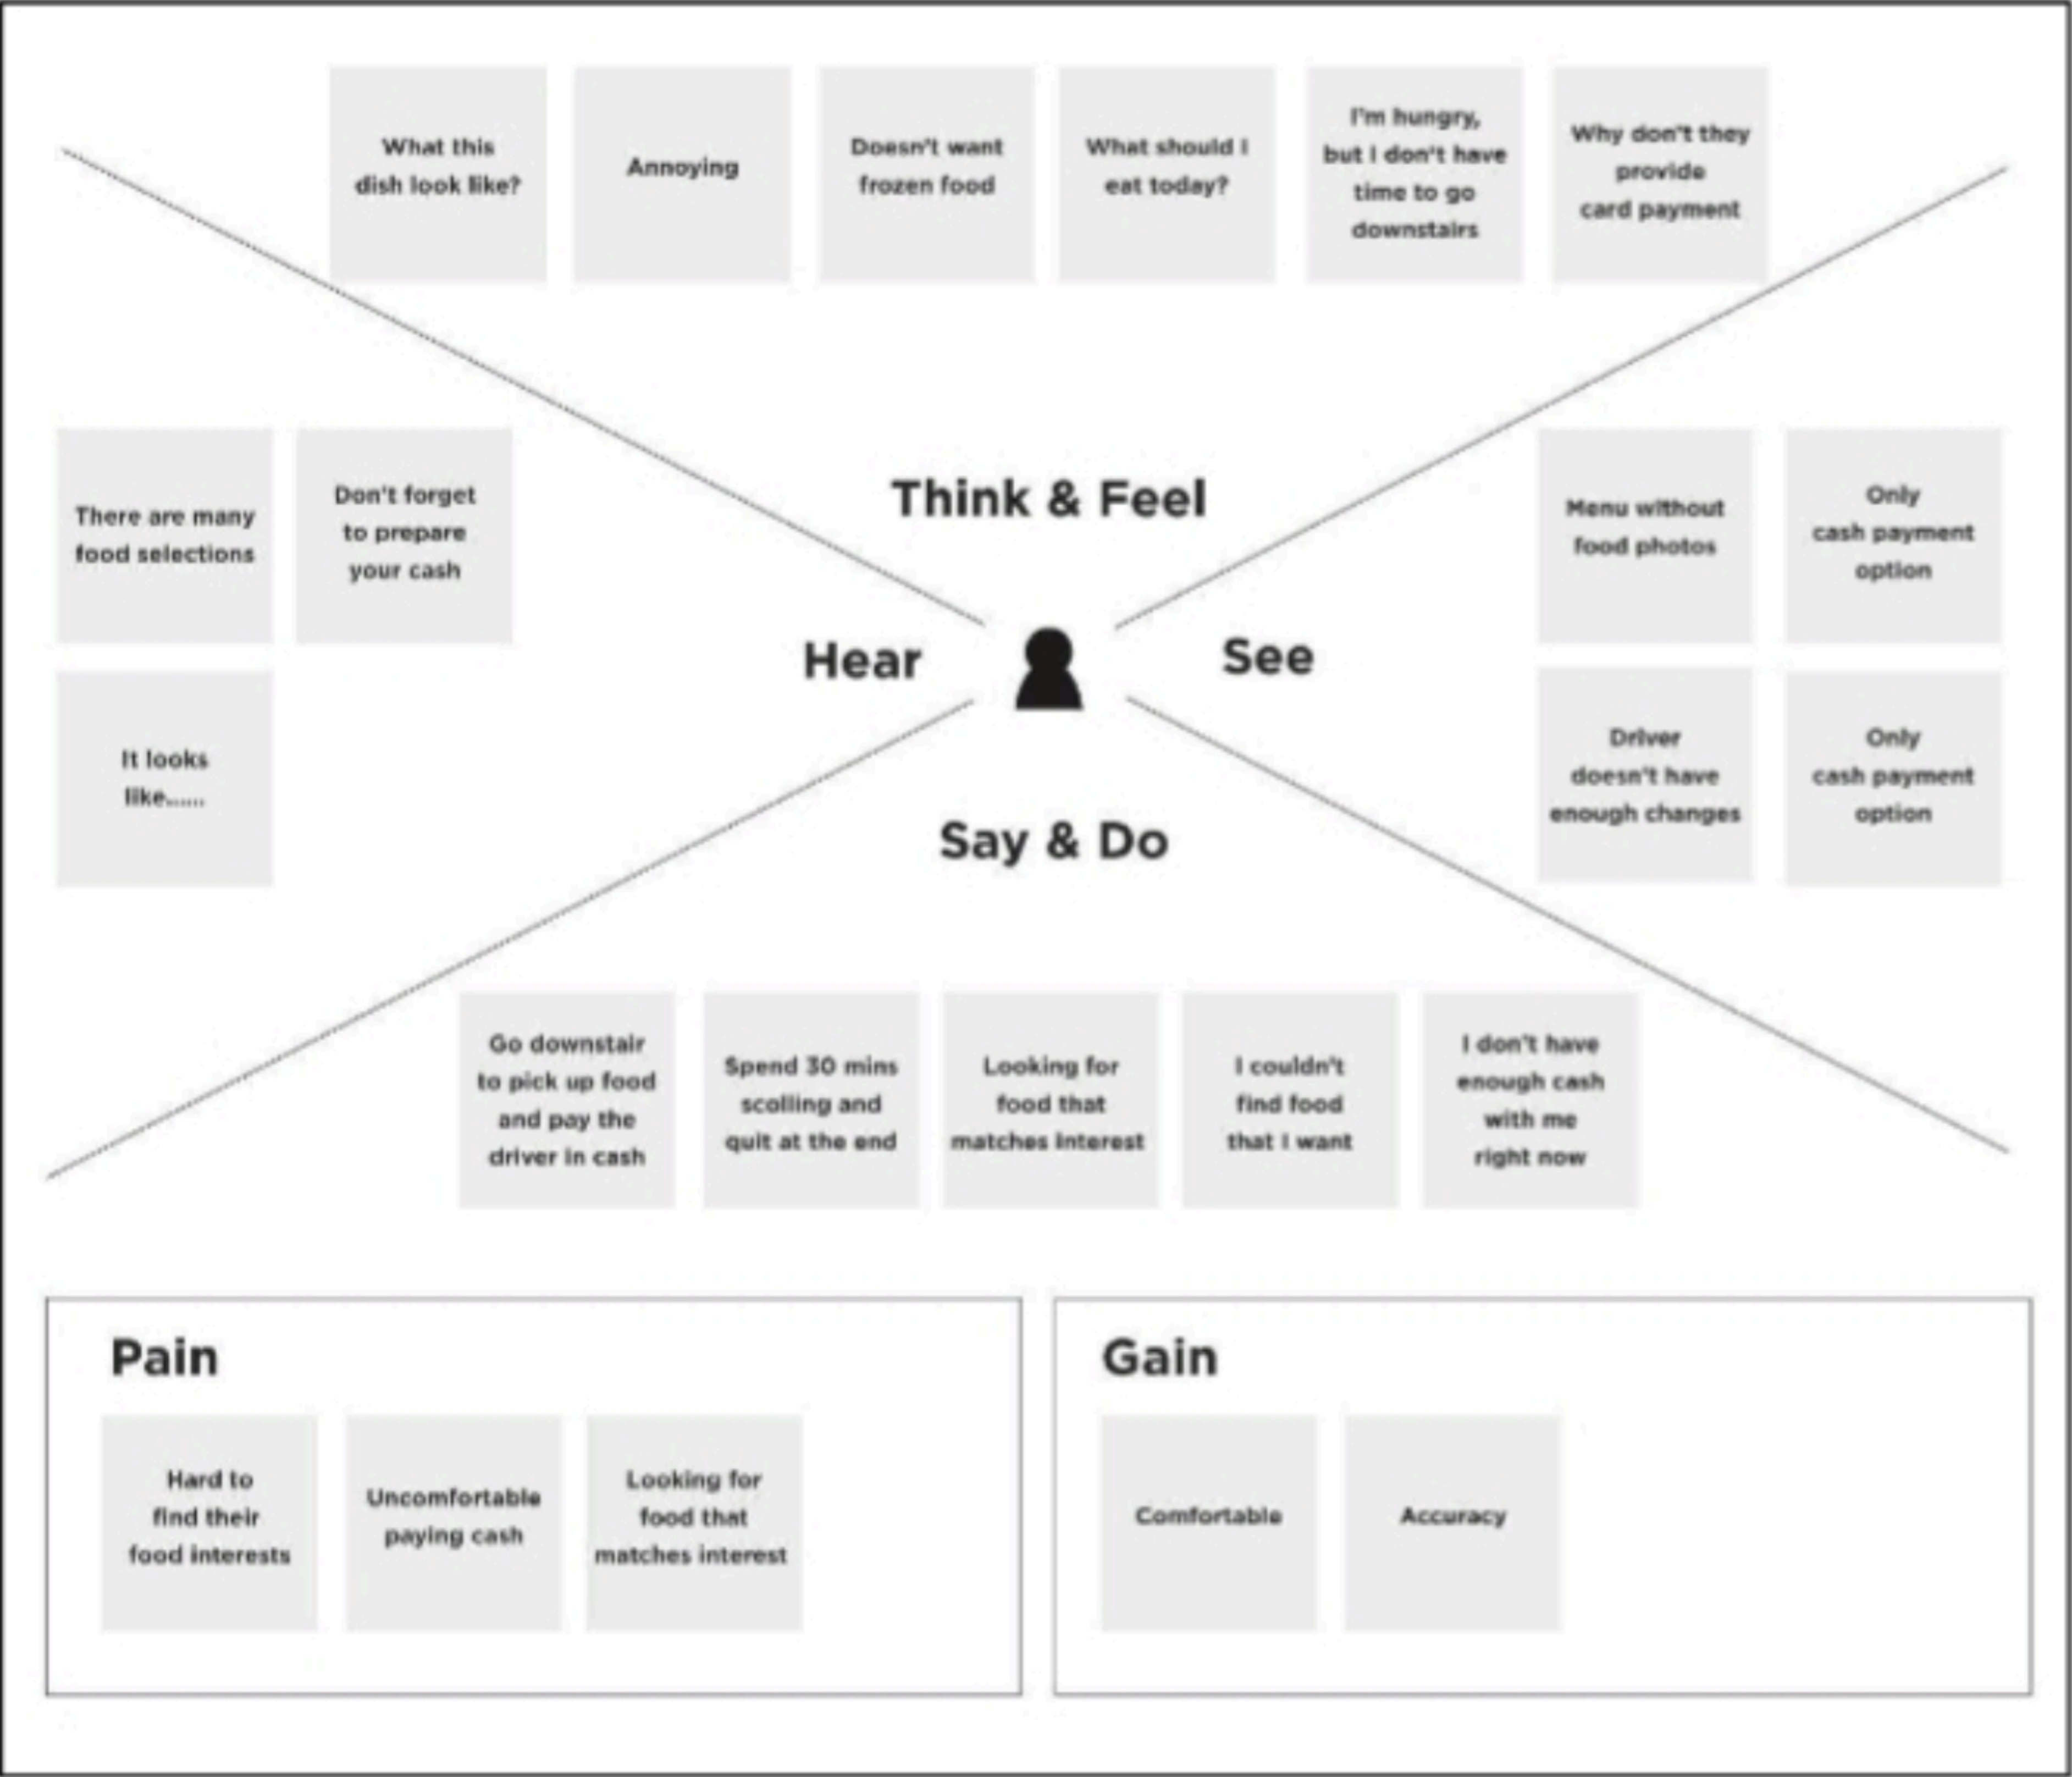 What this
dish look like?
Annoying
Doesn't want
frozen food
What should I
eat today?
I'm hungry,
but I don't have
time to go
downstairs
Why don't they
provide
card payment
Think & Feel
There are many
food selections
Don't forget
to prepare
your cash
It looks
like......
Hear
See
Menu without
food photos
Only
cash payment
option
Driver
doesn't have
enough changes
Only
cash payment
option
Say & Do
Go downstair
to pick up food
and pay the
driver in cash
Spend 30 mins
scolling and
quit at the end
Looking for
food that
matches interest
I couldn't
find food
that I want
I don't have
enough cash
with me
right now
Pain
Hard to
find their
food interests
Uncomfortable
paying cash
Looking for
food that
matches interest
Gain
Comfortable
Accuracy